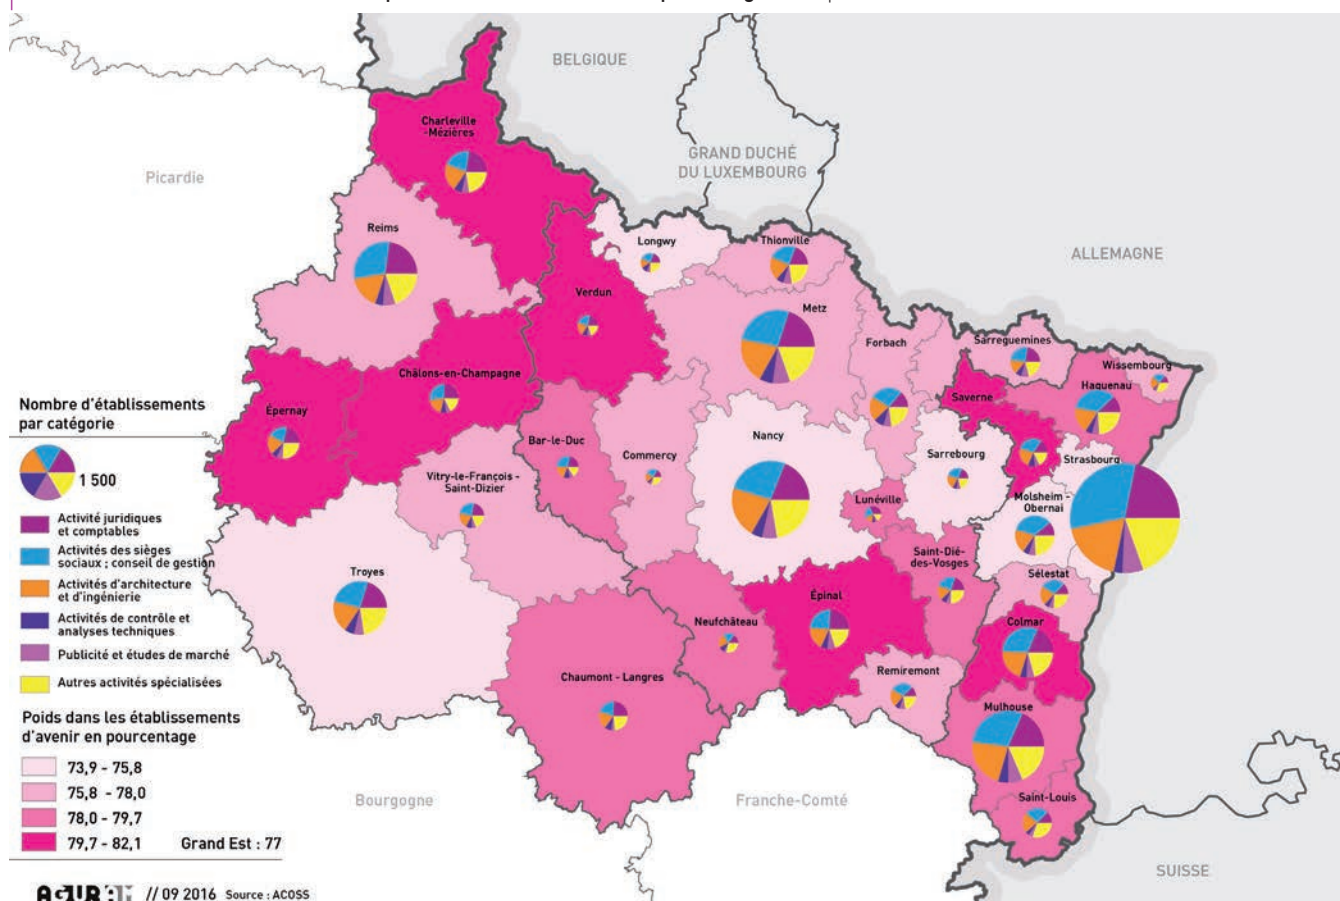 BELGIQUE
GRAND DUCHÉ
DU LUXEMBOURG
Picardie
ALLEMAGNE
Charleville
-Mézières
Reims
Longwy
Thionville
Verdun
Metz
Forbach
Sarreguemines
Wissembourg
Haguenau
Saverne
Châlons-en-Champagne
Épernay
Bar-le-Duc
Commercy
Nancy
Sarrebourg
Strasbourg
Vitry-le-François -
Saint-Dizier
Lunéville
Molsheim -
Obernai
Troyes
Saint-Dié-
des-Vosges
Sélestat
Épinal
Neufchâteau
Colmar
Chaumont - Langres
Remiremont
Mulhouse
Saint-Louis
Bourgogne
Franche-Comté
SUISSE
Nombre d'établissements
par catégorie
1 500
Activité juridiques
et comptables
Activités des sièges
sociaux ; conseil de gestion
Activités d'architecture
et d'ingénierie
Activités de contrôle et
analyses techniques
Publicité et études de marché
Autres activités spécialisées
Poids dans les établissements
d'avenir en pourcentage
73,9 - 75,8
75,8 - 78,0
78,0 - 79,7
79,7 - 82,1 Grand Est : 77
AGURAM // 09 2016 Source : ACOSS